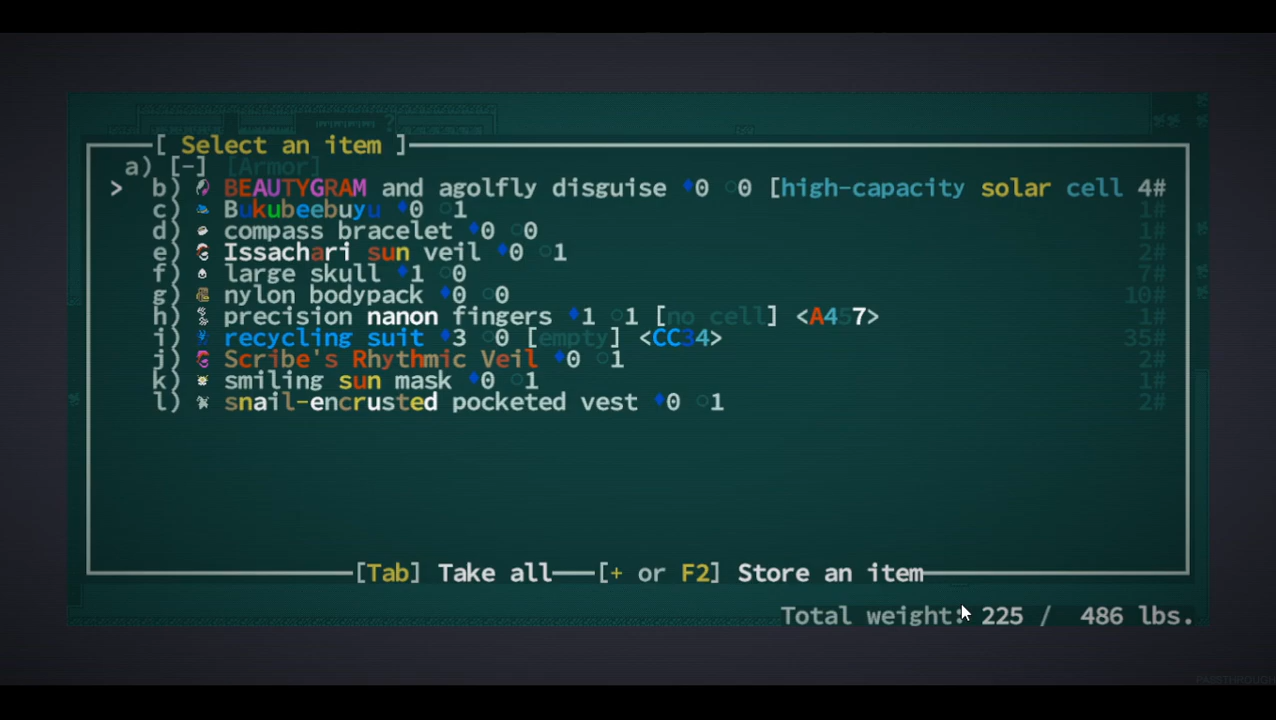 [ Select an item ]
a) [-] [Armor]
> b) BEAUTYGRAM and agolfly disguise ♦0 ○0 [high-capacity solar cell 4#
c) Bukubeebuyu ♦0 ○1 1#
d) compass bracelet ♦0 ○0 1#
e) Issachari sun veil ♦0 ○1 2#
f) large skull ♦1 ○0 7#
g) nylon bodypack ♦0 ○0 10#
h) precision nanon fingers ♦1 ○1 [no cell] <A457> 1#
i) recycling suit ♦3 ○0 [empty] <CC34> 35#
j) Scribe's Rhythmic Veil ♦0 ○1 2#
k) smiling sun mask ♦0 ○1 1#
l) snail-encrusted pocketed vest ♦0 ○1 2#
[Tab] Take all [+ or F2] Store an item
Total weight: 225 / 486 lbs.
PASSTHROUGH